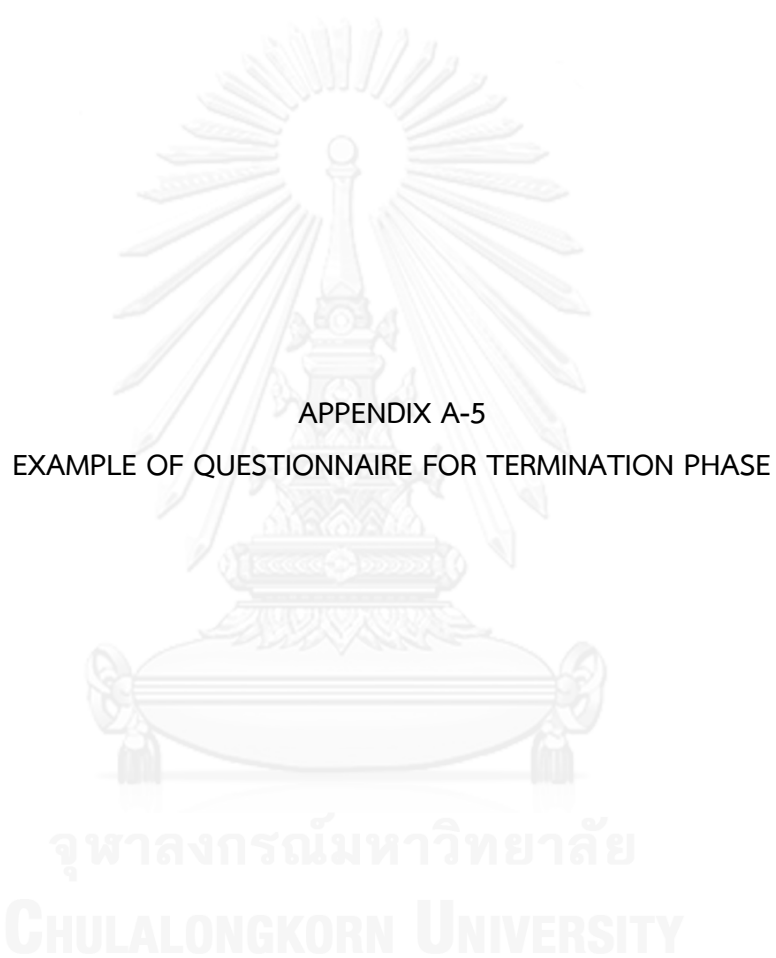 APPENDIX A-5
EXAMPLE OF QUESTIONNAIRE FOR TERMINATION PHASE
จุฬาลงกรณ์มหาวิทยาลัย
CHULALONGKORN UNIVERSITY